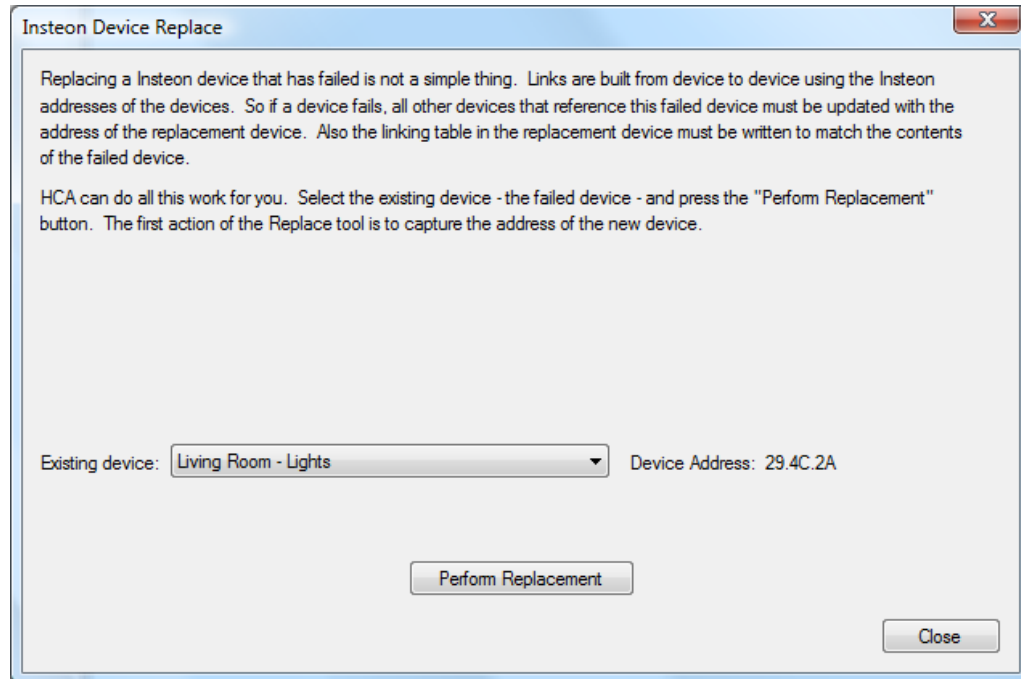 Insteon Device Replace
Replacing a Insteon device that has failed is not a simple thing. Links are built from device to device using the Insteon
addresses of the devices. So if a device fails, all other devices that reference this failed device must be updated with the
address of the replacement device. Also the linking table in the replacement device must be written to match the contents
of the failed device.
HCA can do all this work for you. Select the existing device - the failed device - and press the "Perform Replacement"
button. The first action of the Replace tool is to capture the address of the new device.
Existing device: Living Room - Lights Device Address: 29.4C.2A
Perform Replacement
Close